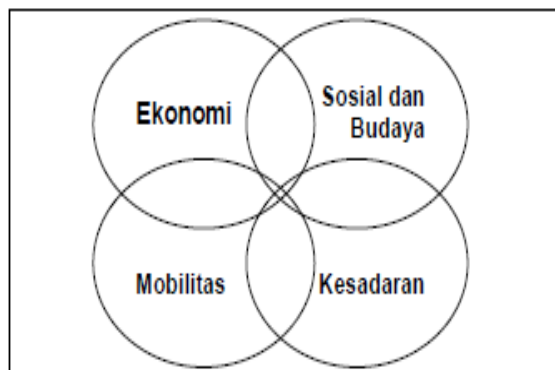 Ekonomi
Sosial dan
Budaya
Mobilitas
Kesadaran